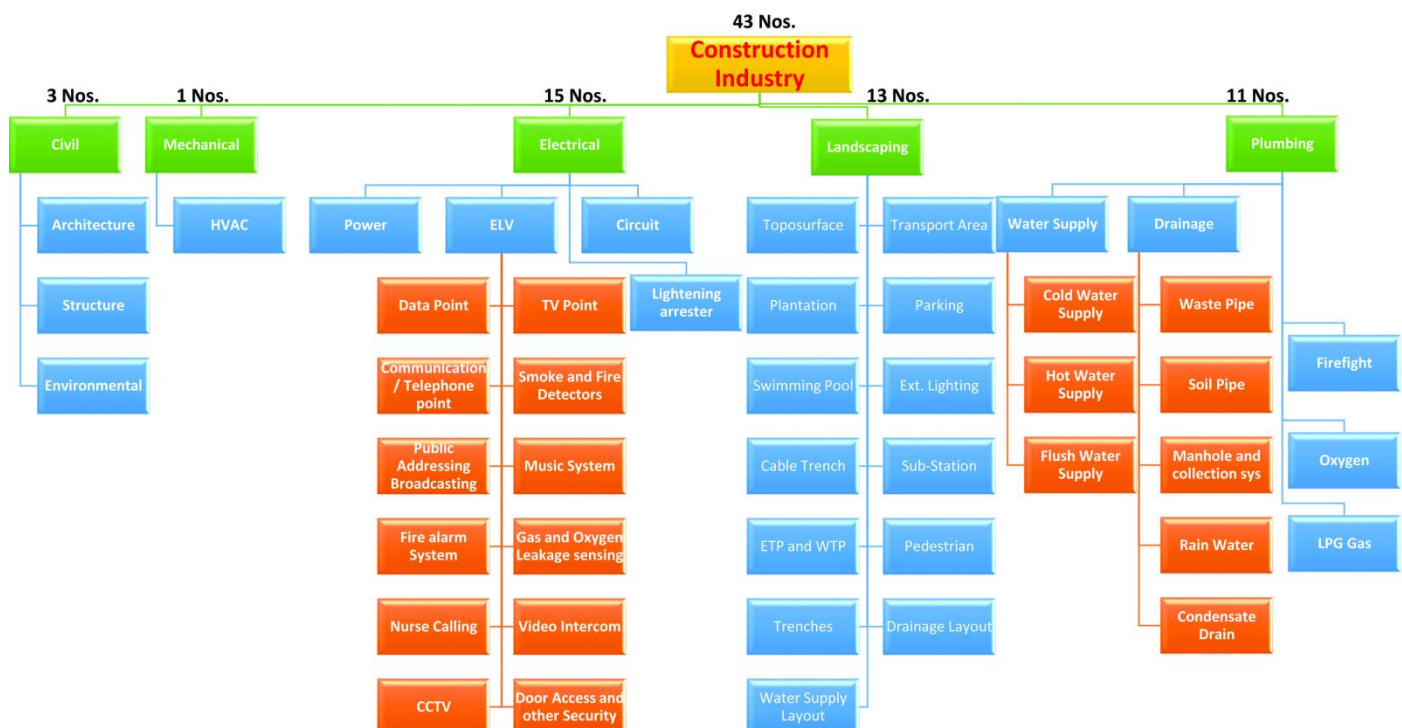 43 Nos.
Construction
Industry
3 Nos.
1 Nos.
15 Nos.
13 Nos.
11 Nos.
Civil
Mechanical
Electrical
Landscaping
Plumbing
Architecture
Structure
Environmental
HVAC
Power
ELV
Circuit
Lightening
arrester
Data Point
TV Point
Communication
/ Telephone
point
Smoke and Fire
Detectors
Public
Addressing
Broadcasting
Music System
Fire alarm
System
Gas and Oxygen
Leakage sensing
Nurse Calling
Video Intercom
CCTV
Door Access and
other Security
Toposurface
Transport Area
Plantation
Parking
Swimming Pool
Ext. Lighting
Cable Trench
Sub-Station
ETP and WTP
Pedestrian
Trenches
Drainage Layout
Water Supply
Layout
Water Supply
Drainage
Cold Water
Supply
Hot Water
Supply
Flush Water
Supply
Waste Pipe
Soil Pipe
Manhole and
collection sys
Rain Water
Condensate
Drain
Firefight
Oxygen
LPG Gas